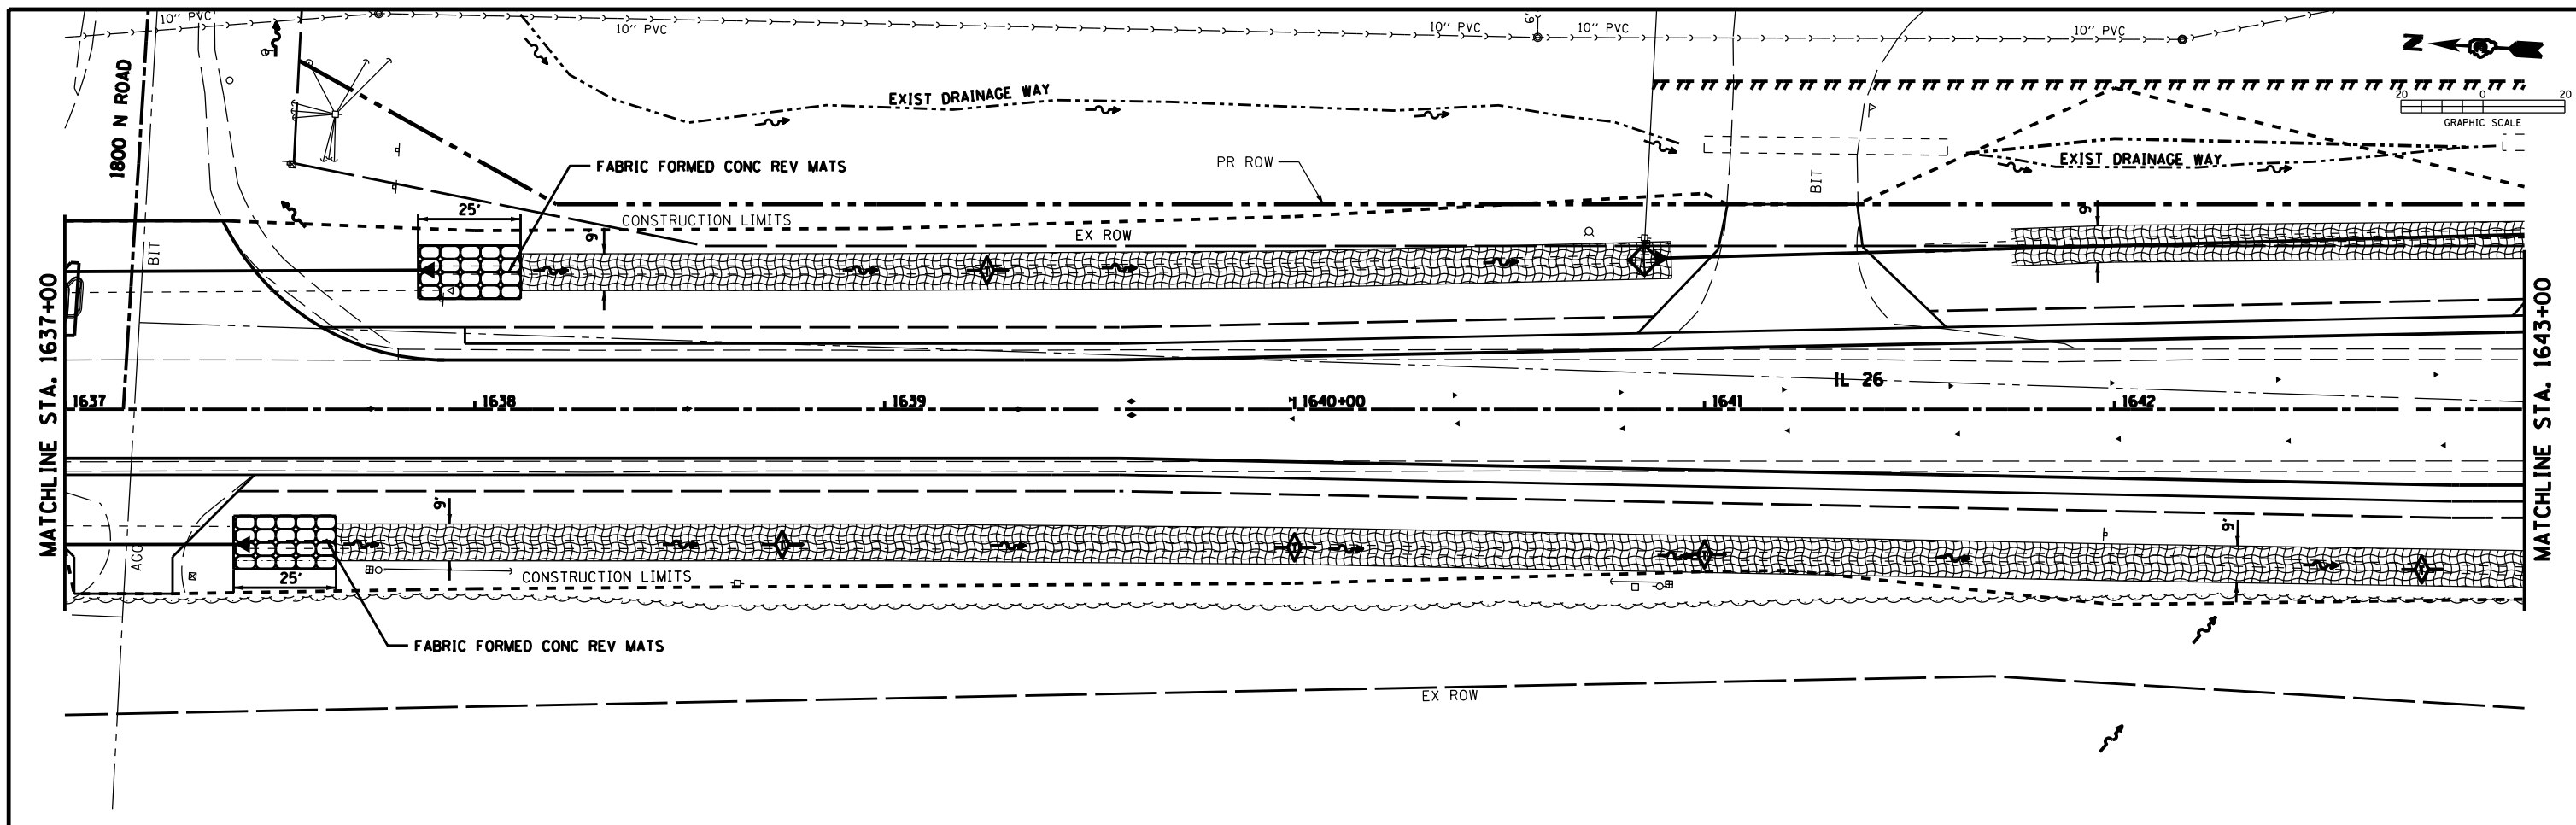 10" PVC
10" PVC
10" PVC
6'
10" PVC
10" PVC
N
20 0 20
GRAPHIC SCALE
1800 N ROAD
EXIST DRAINAGE WAY
EXIST DRAINAGE WAY
FABRIC FORMED CONC REV MATS
PR ROW
BIT
25'
CONSTRUCTION LIMITS
EX ROW
9'
9'
BIT
MATCHLINE STA. 1637+00
MATCHLINE STA. 1643+00
IL 26
1637
1638
1639
1640+00
1641
1642
9'
9'
AGG
25'
CONSTRUCTION LIMITS
FABRIC FORMED CONC REV MATS
EX ROW